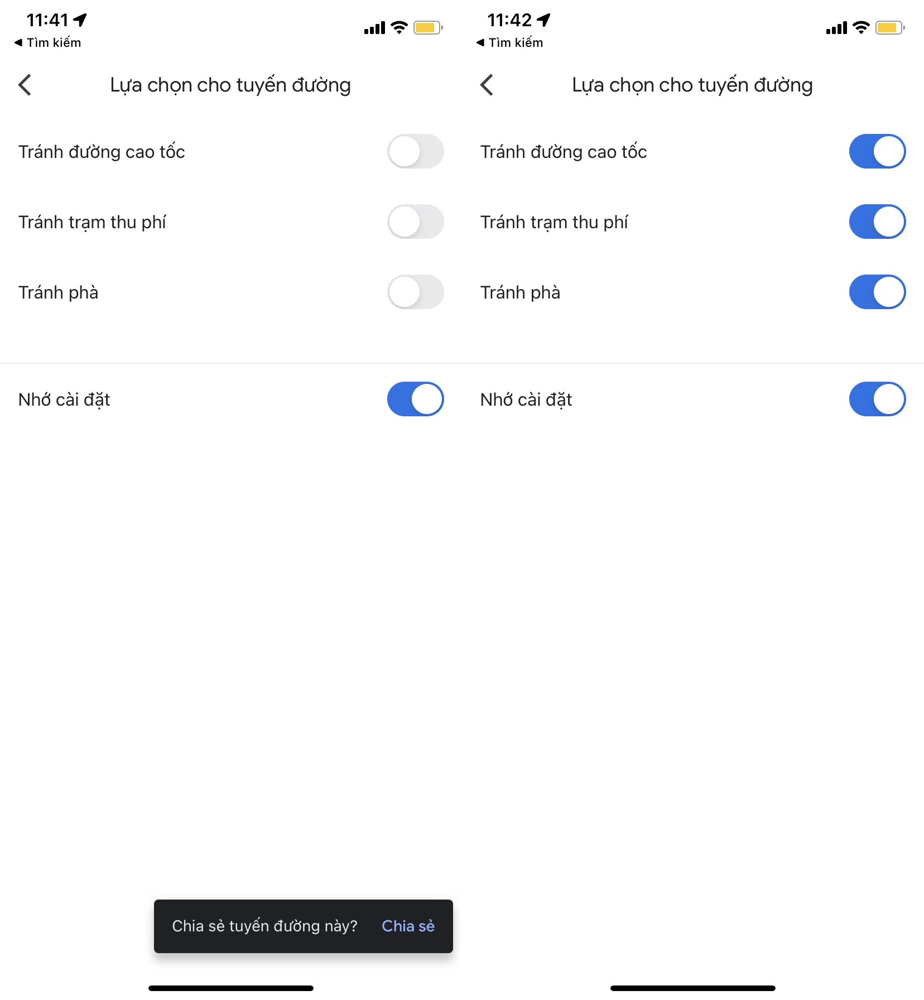 11:41
Tìm kiếm
Lựa chọn cho tuyến đường
Tránh đường cao tốc
Tránh trạm thu phí
Tránh phà
Nhớ cài đặt
Chia sẻ tuyến đường này? Chia sẻ
11:42
Tìm kiếm
Lựa chọn cho tuyến đường
Tránh đường cao tốc
Tránh trạm thu phí
Tránh phà
Nhớ cài đặt